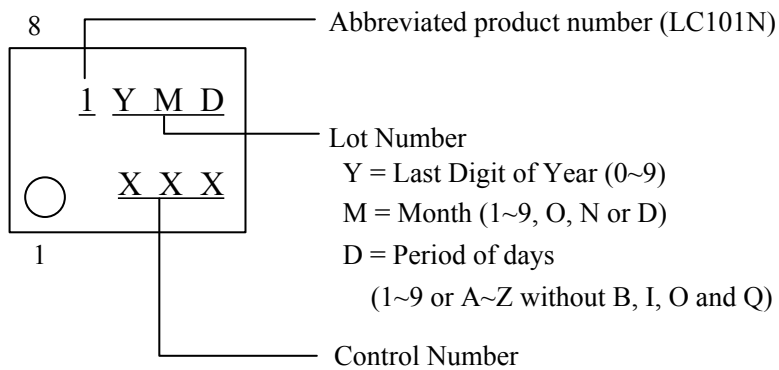 8
Abbreviated product number (LC101N)
1 Y M D
Lot Number
Y = Last Digit of Year (0~9)
X X X
M = Month (1~9, O, N or D)
1
D = Period of days
(1~9 or A~Z without B, I, O and Q)
Control Number